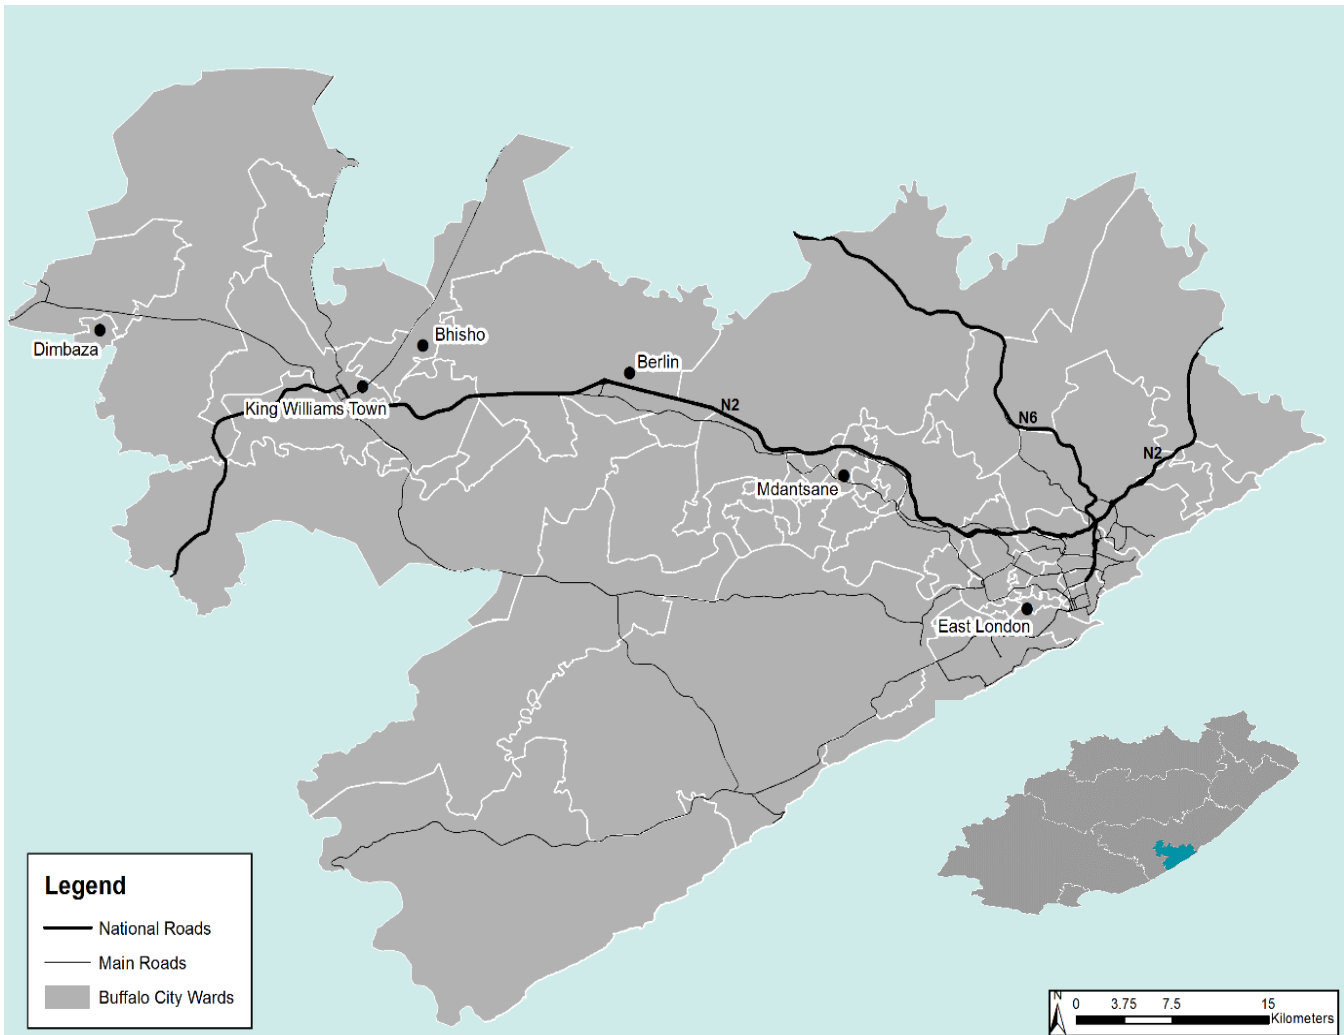 Bhisho
Dimbaza
Berlin
King Williams Town
N2
N6
N2
Mdantsane
East London
Legend
National Roads
Main Roads
Buffalo City Wards
N
0 3.75 7.5 15
Kilometers